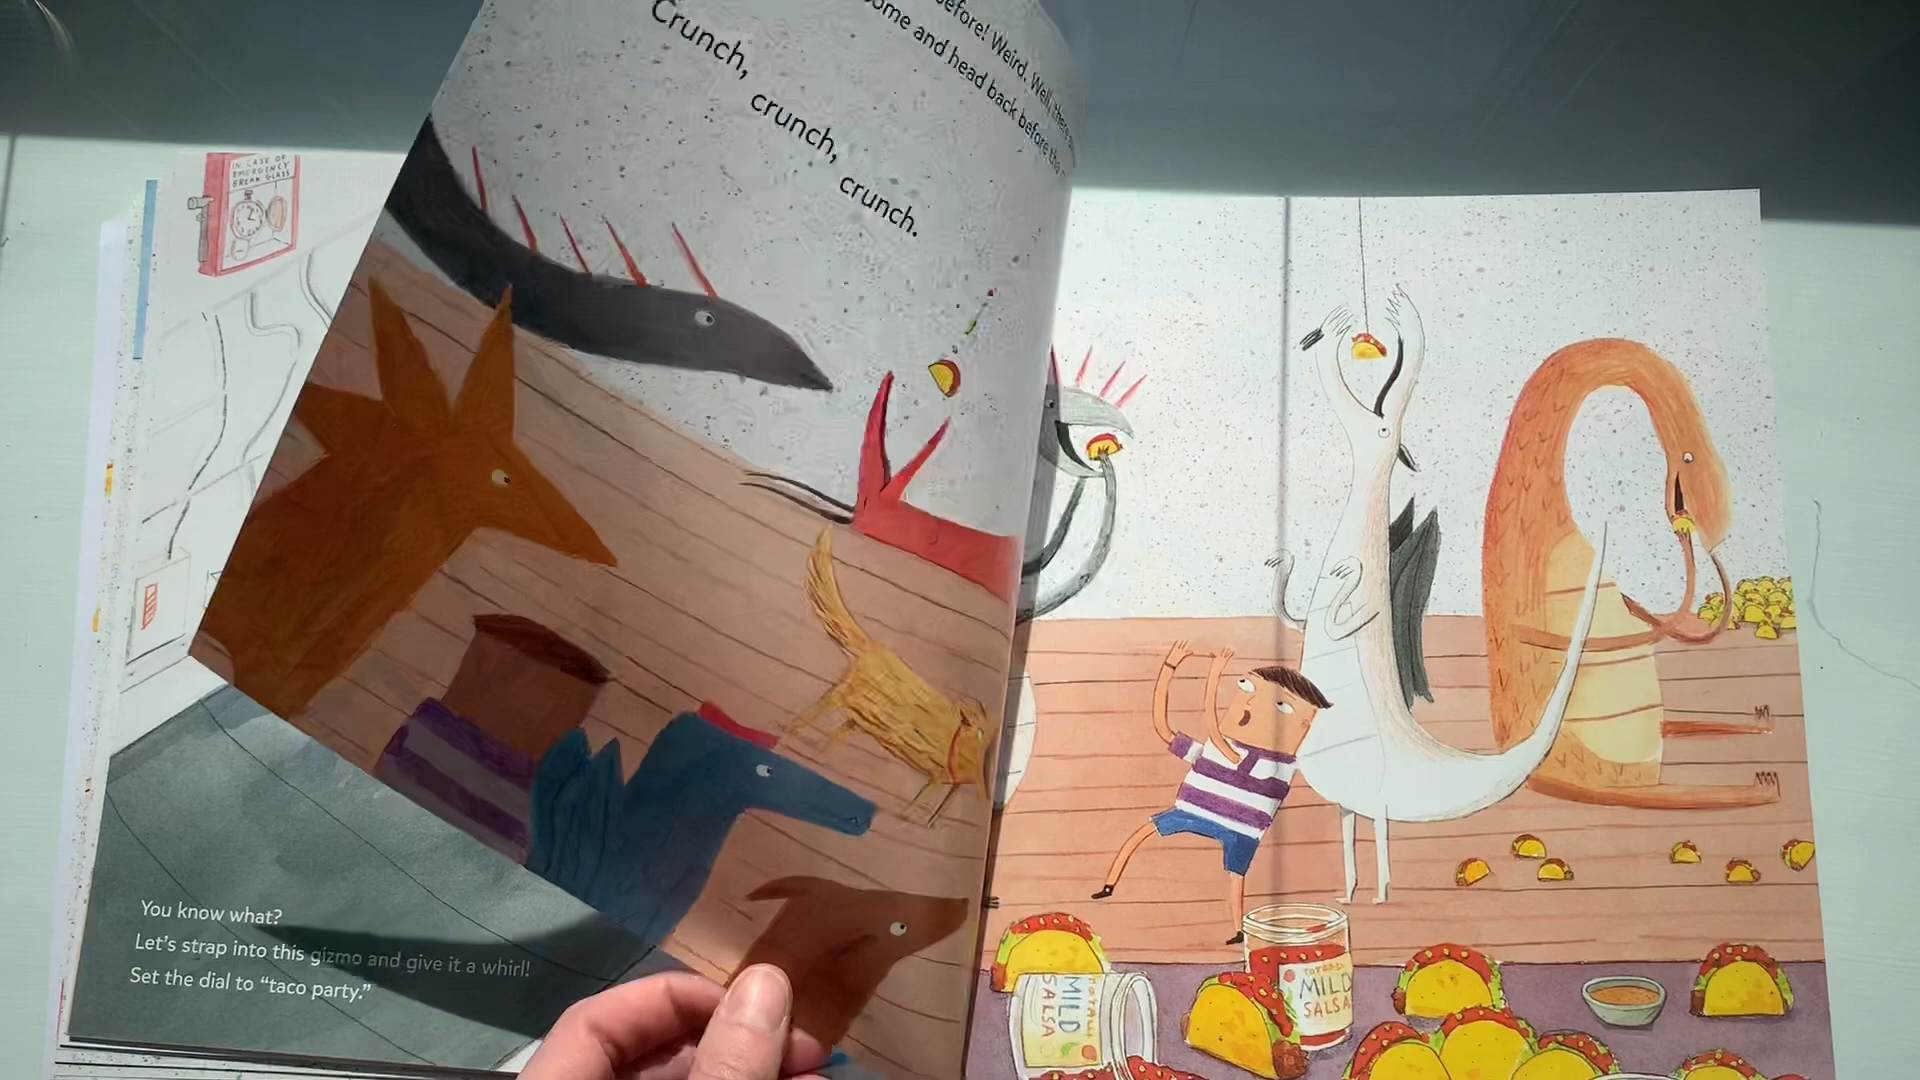 IN CASE OF
EMERGENCY
BREAK GLASS
before! Weird. Well, there's
some and head back before the
Crunch,
crunch,
crunch.
You know what?
Let's strap into this gizmo and give it a whirl!
Set the dial to "taco party."
MILD
SALSA
MILD
SALSA